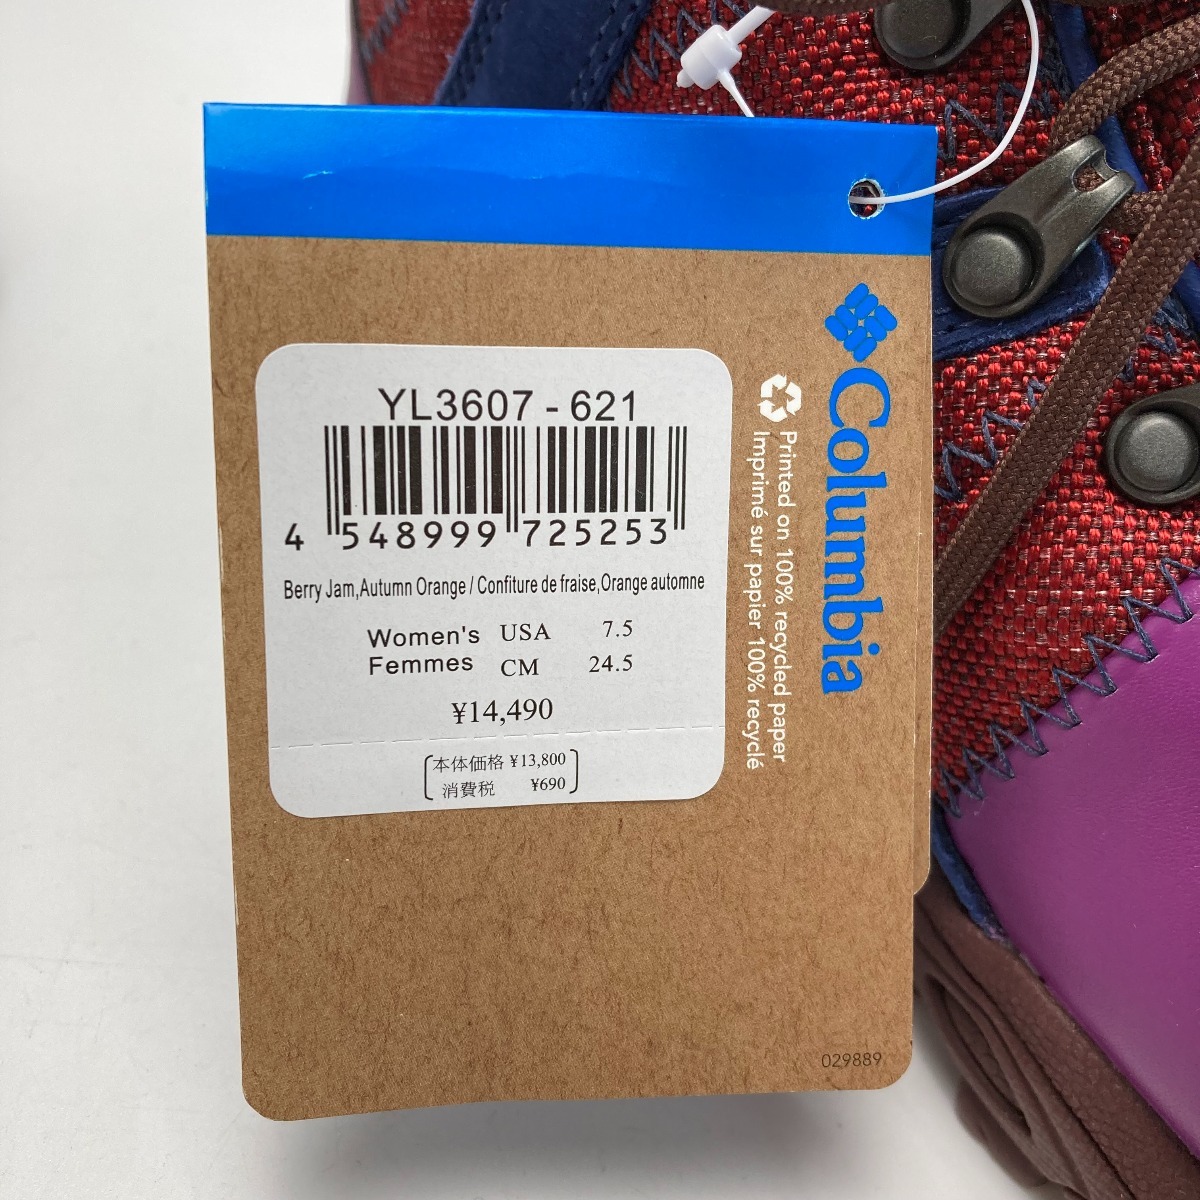 YL3607 - 621
4 548999 725253
Berry Jam,Autumn Orange / Confiture de fraise,Orange automne
Women's USA 7.5
Femmes CM 24.5
¥14,490
本体価格 ¥13,800
消費税 ¥690
Columbia
Printed on 100% recycled paper
Imprimé sur papier 100% recyclé
029889